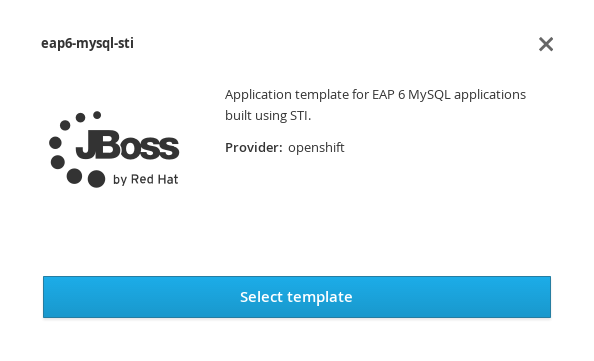 eap6-mysql-sti
Application template for EAP 6 MySQL applications
built using STI.
Provider: openshift
JBoss
by Red Hat
Select template